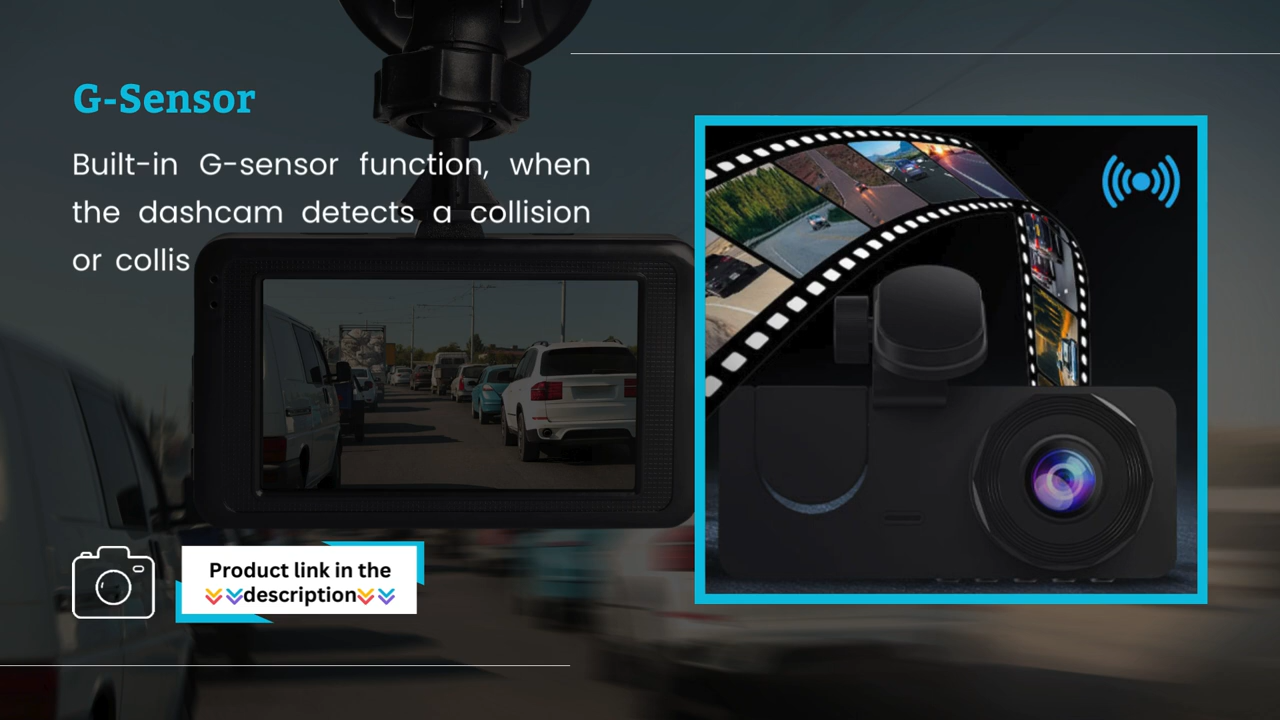 G-Sensor
Built-in G-sensor function, when
the dashcam detects a collision
or collis
Product link in the
description